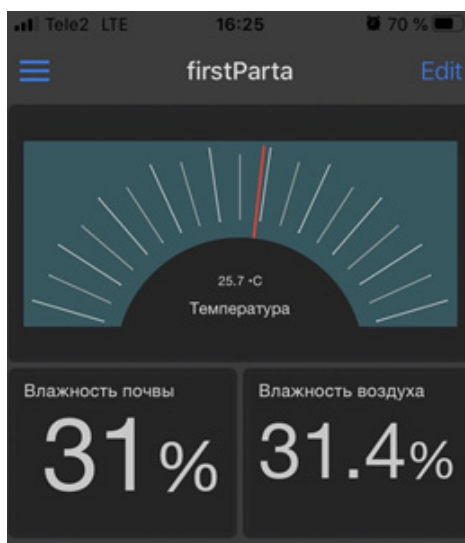 Tele2 LTE 16:25 70 %
firstParta Edit
25.7 °C
Температура
Влажность почвы
31%
Влажность воздуха
31.4%